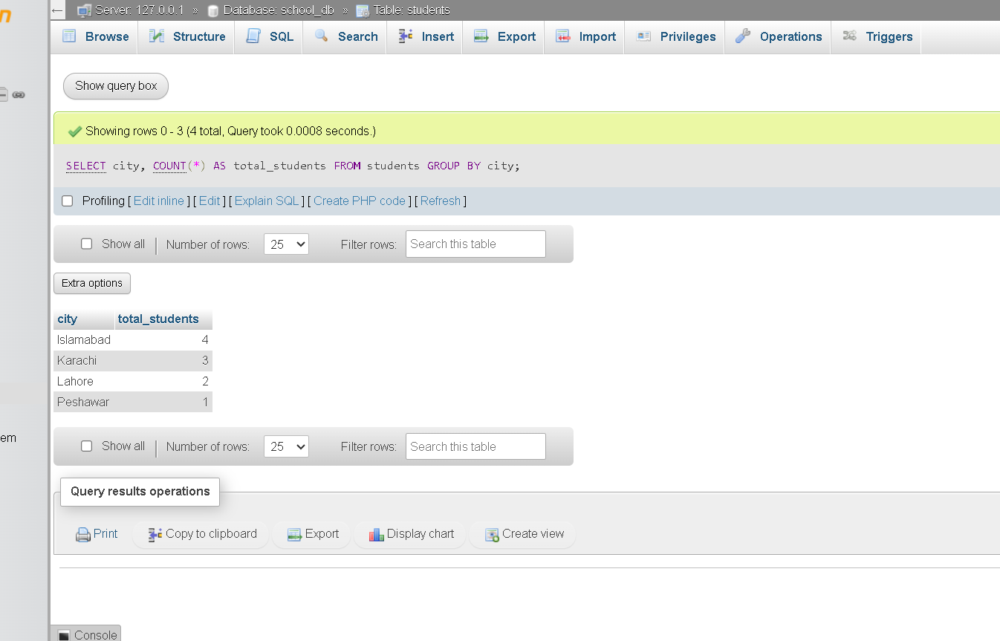 n
Server: 127.0.0.1 » Database: school_db » Table: students
Browse Structure SQL Search Insert Export Import Privileges Operations Triggers
Show query box
Showing rows 0 - 3 (4 total, Query took 0.0008 seconds.)
SELECT city, COUNT(*) AS total_students FROM students GROUP BY city;
Profiling [ Edit inline ] [ Edit ] [ Explain SQL ] [ Create PHP code ] [ Refresh ]
Show all Number of rows: 25 Filter rows: Search this table
Extra options
city total_students
Islamabad 4
Karachi 3
Lahore 2
Peshawar 1
em
Show all Number of rows: 25 Filter rows: Search this table
Query results operations
Print Copy to clipboard Export Display chart Create view
Console